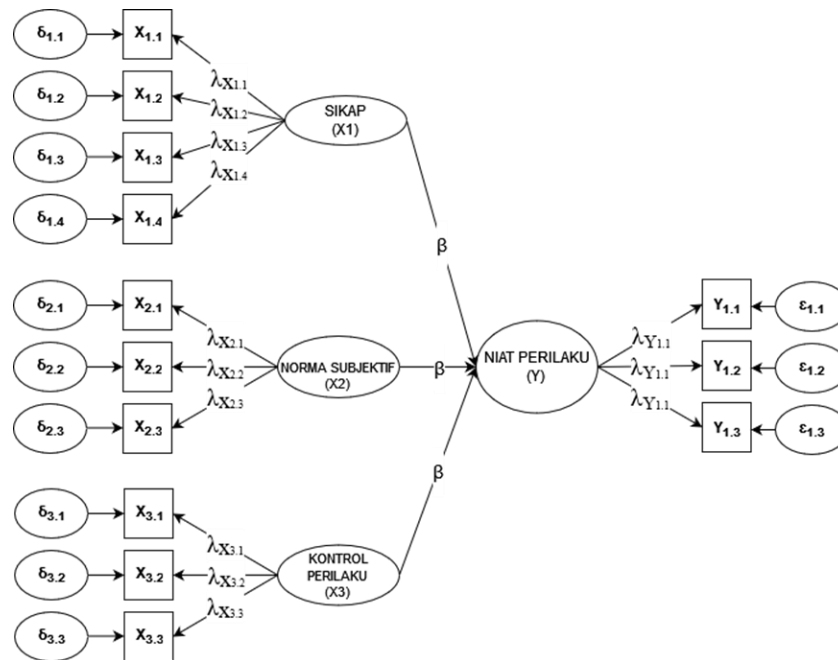 δ1.1 X1.1 λX1.1
δ1.2 X1.2 λX1.2
δ1.3 X1.3 λX1.3
δ1.4 X1.4 λX1.4
SIKAP
(X1)
β
δ2.1 X2.1 λX2.1
δ2.2 X2.2 λX2.2
δ2.3 X2.3 λX2.3
NORMA SUBJEKTIF
(X2)
β
NIAT PERILAKU
(Y)
λY1.1 Y1.1 ε1.1
λY1.1 Y1.2 ε1.2
λY1.1 Y1.3 ε1.3
β
δ3.1 X3.1 λX3.1
δ3.2 X3.2 λX3.2
δ3.3 X3.3 λX3.3
KONTROL
PERILAKU
(X3)